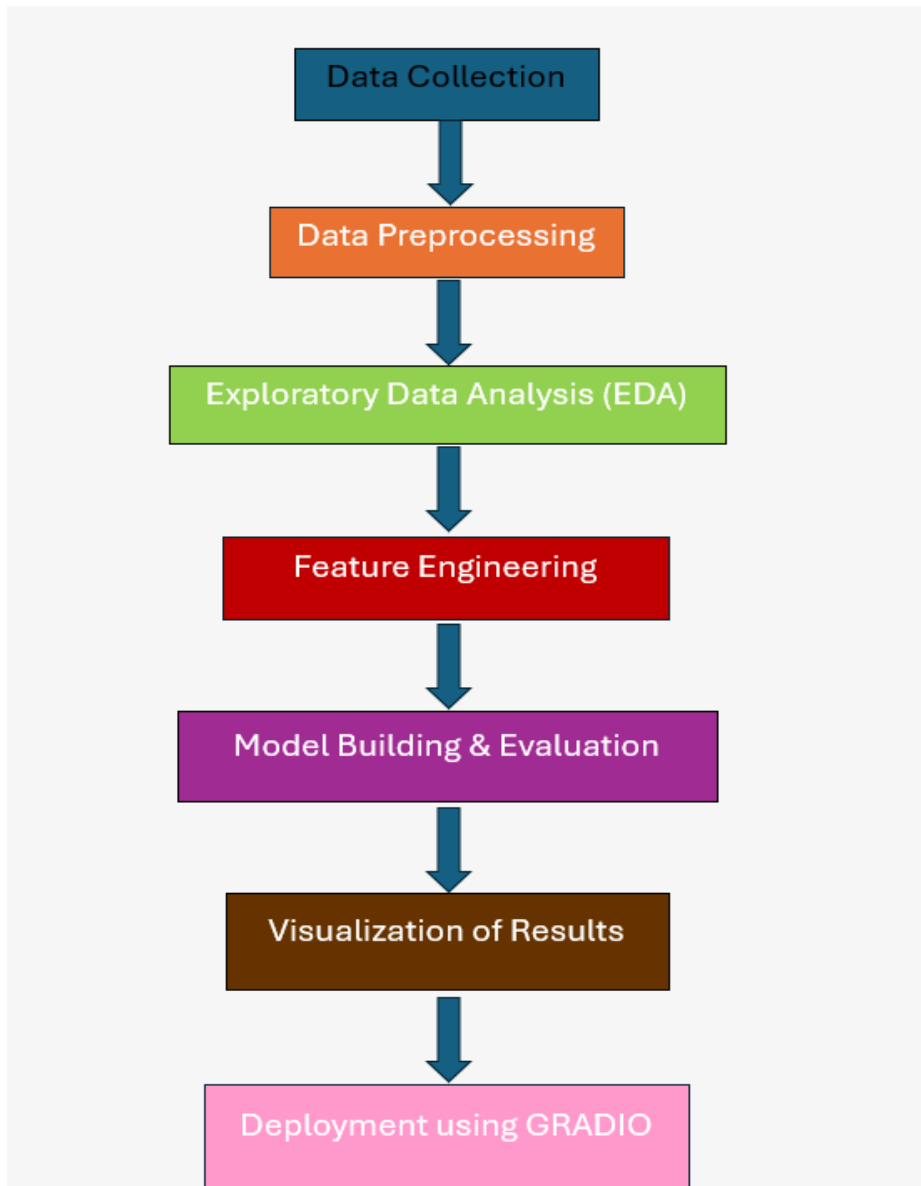 Data Collection
Data Preprocessing
Exploratory Data Analysis (EDA)
Feature Engineering
Model Building & Evaluation
Visualization of Results
Deployment using GRADIO